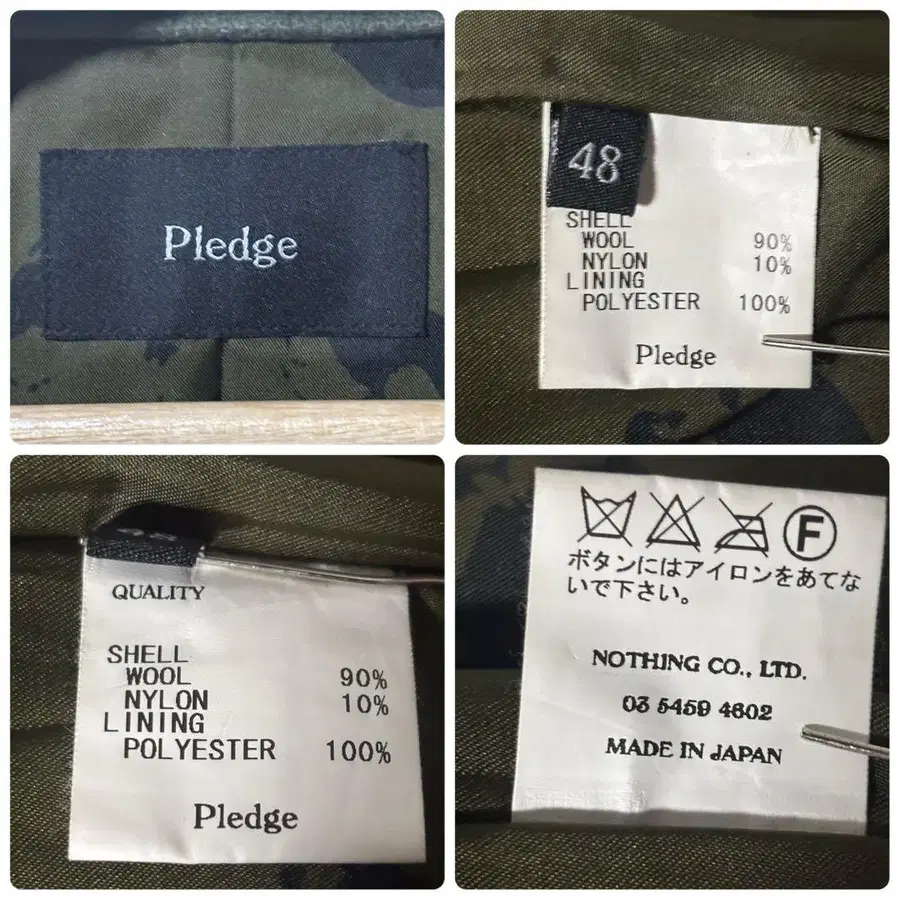 Pledge
48
SHELL
WOOL 90%
NYLON 10%
LINING
POLYESTER 100%
Pledge
48
QUALITY
SHELL
WOOL 90%
NYLON 10%
LINING
POLYESTER 100%
Pledge
F
ボタンにはアイロンをあてな
いで下さい。
NOTHING CO., LTD.
03 5459 4602
MADE IN JAPAN